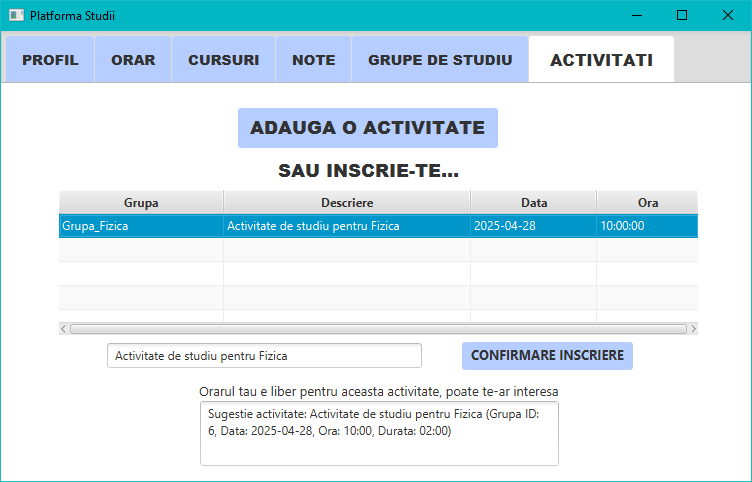 Platforma Studii
PROFIL ORAR CURSURI NOTE GRUPE DE STUDIU ACTIVITATI
ADAUGA O ACTIVITATE
SAU INSCRIE-TE...
Grupa Descriere Data Ora
Grupa_Fizica Activitate de studiu pentru Fizica 2025-04-28 10:00:00
Activitate de studiu pentru Fizica CONFIRMARE INSCRIERE
Orarul tau e liber pentru aceasta activitate, poate te-ar interesa
Sugestie activitate: Activitate de studiu pentru Fizica (Grupa ID:
6, Data: 2025-04-28, Ora: 10:00, Durata: 02:00)